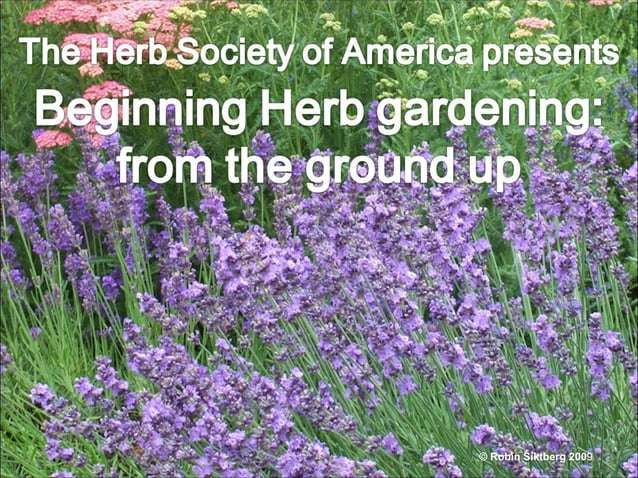 The Herb Society of America presents
Beginning Herb gardening:
from the ground up
© Robin Siktberg 2009